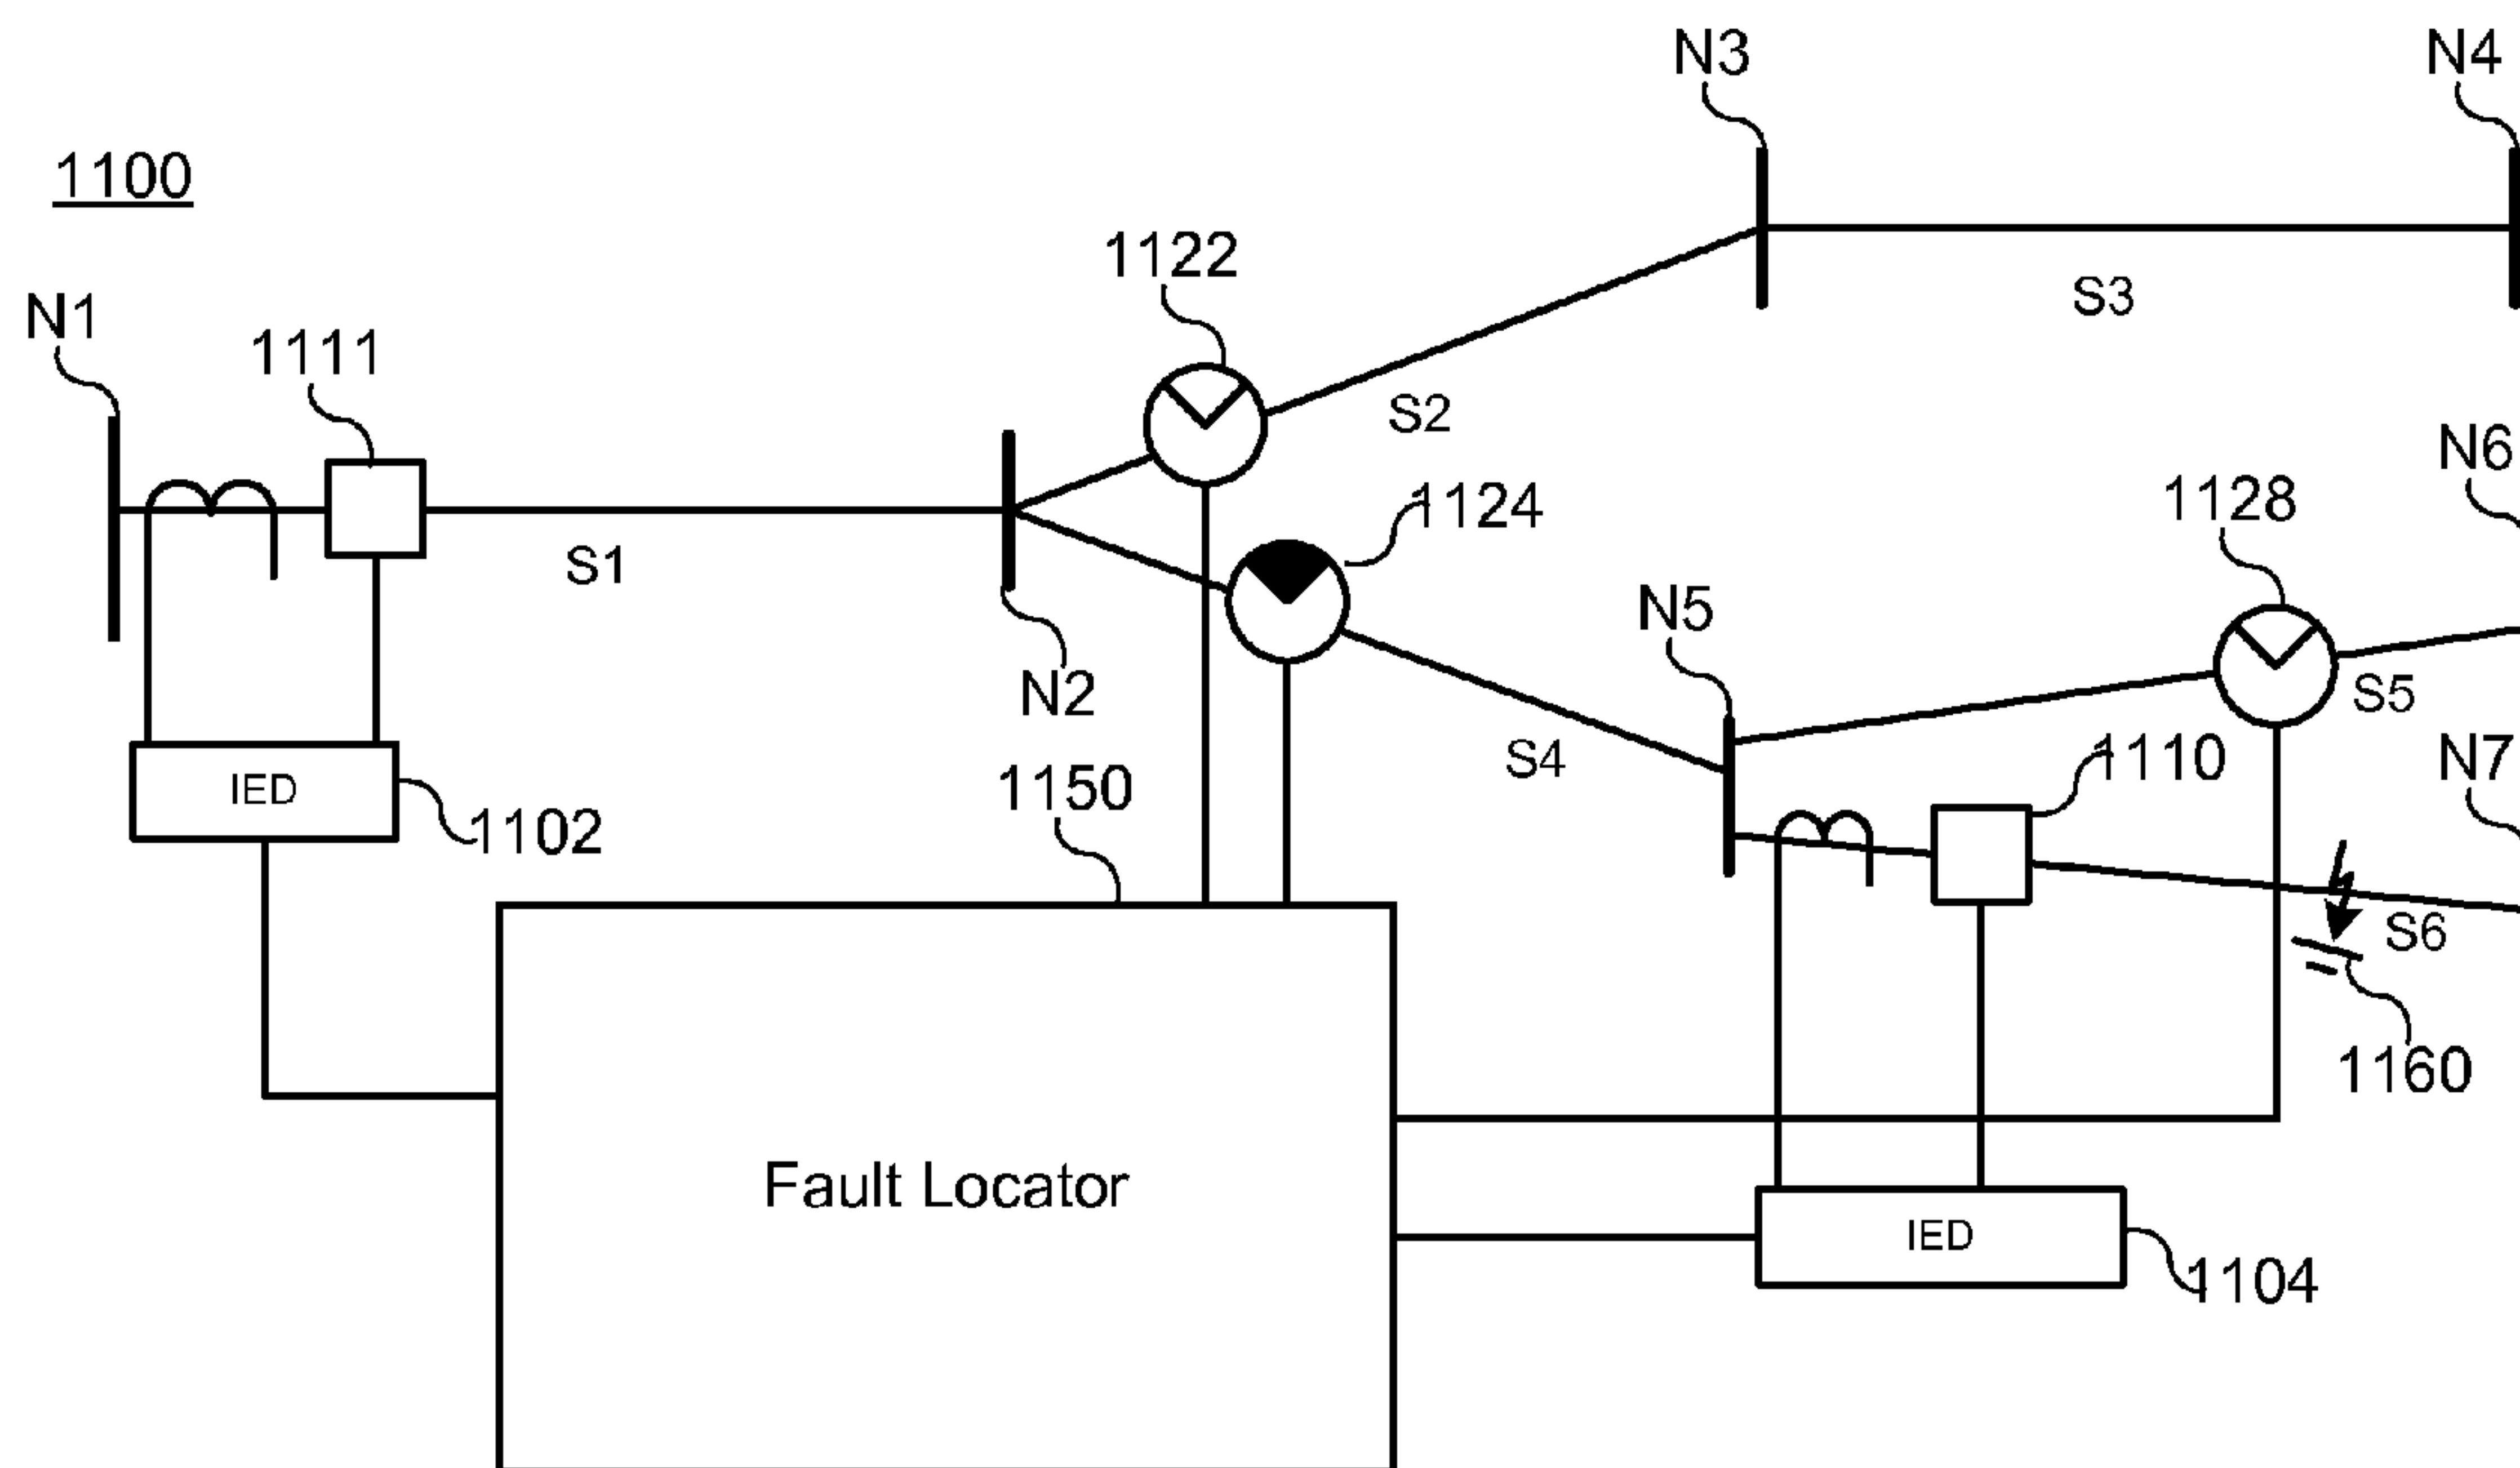 N3
N4
1100
1122
N1
1111
S3
S2
N6
1124
1128
S1
N5
N2
S5
S4
1110
N7
1150
IED
1102
S6
1160
Fault Locator
IED
1104